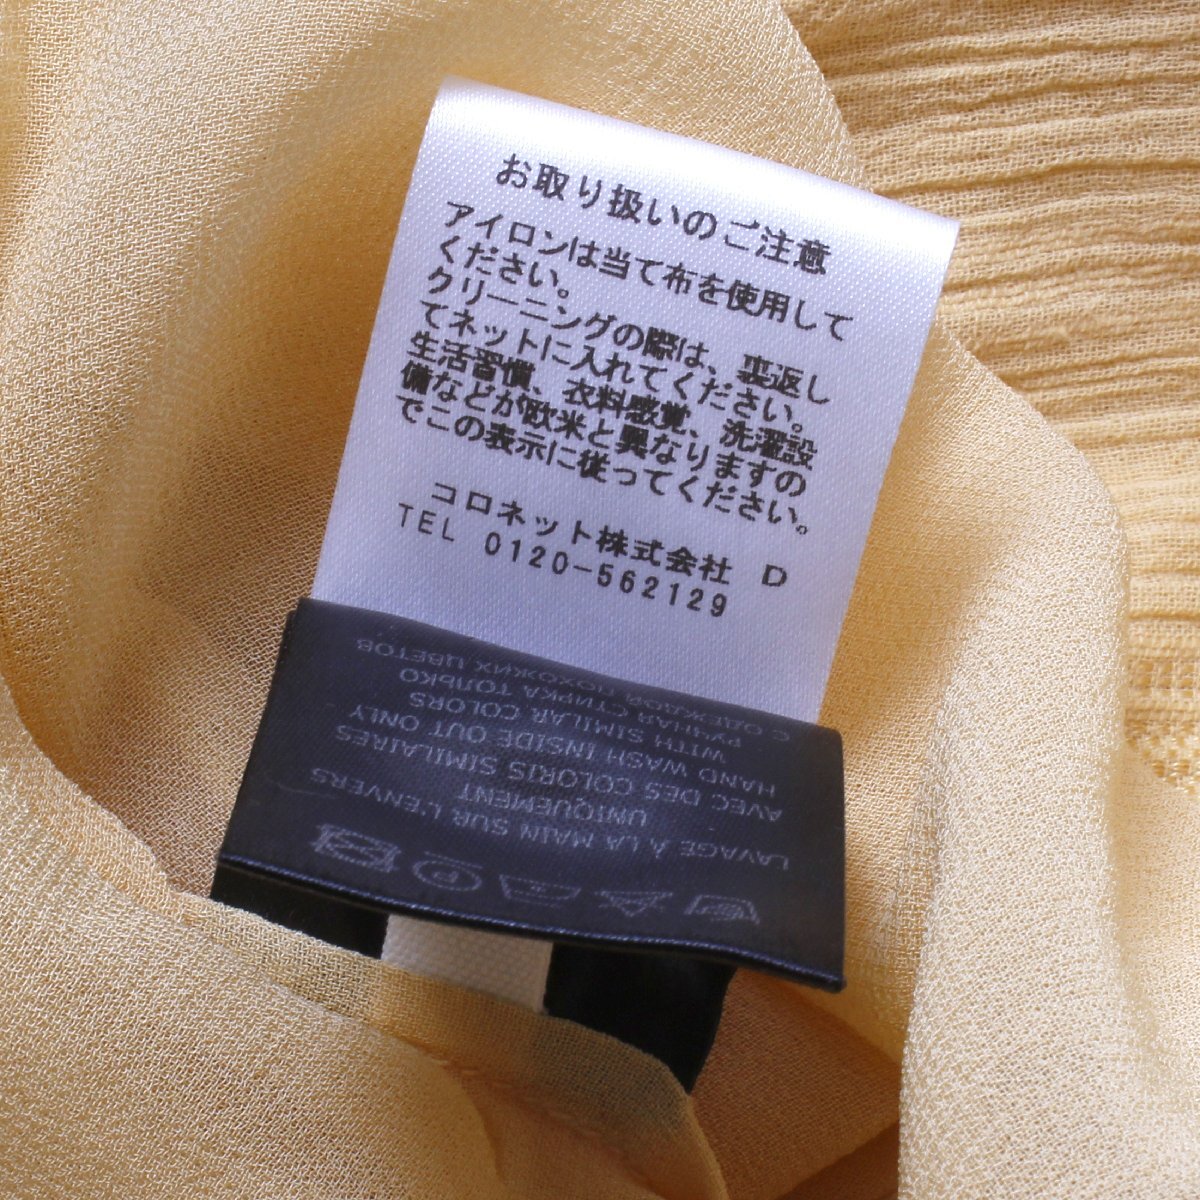 お取り扱いのご注意
アイロンは当て布を使用して
ください。
クリーニングの際は、裏返し
てネットに入れてください。
生活習慣、衣料感覚、洗濯設
備などが欧米と異なりますの
でこの表示に従ってください。
コロネット株式会社 D
TEL 0120-562129
LAVAGE À LA MAIN SUR L'ENVERS
UNIQUEMENT
AVEC DES COLORIS SIMILAIRES
HAND WASH INSIDE OUT ONLY
WITH SIMILAR COLORS
РУЧНАЯ СТИРКА ТОЛЬКО
С ОДЕЖДОЙ ПОХОЖИХ ЦВЕТОВ